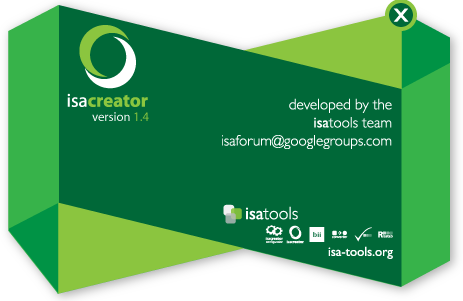 X
isacreator
version 1.4
developed by the
isatools team
isaforum@googlegroups.com
isatools
bii
isa-tools.org